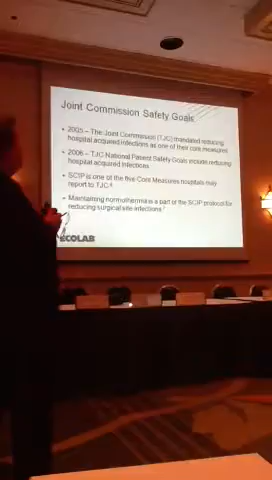 Joint Commission Safety Goals
• 2005 – The Joint Commission (TJC) mandated reducing
hospital acquired infections as one of their core measures
• 2006 – TJC National Patient Safety Goals include reducing
hospital acquired infections
• SCIP is one of the five Core Measures hospitals may
report to TJC.
• Maintaining normothermia is a part of the SCIP protocol for
reducing surgical site infections
ECOLAB